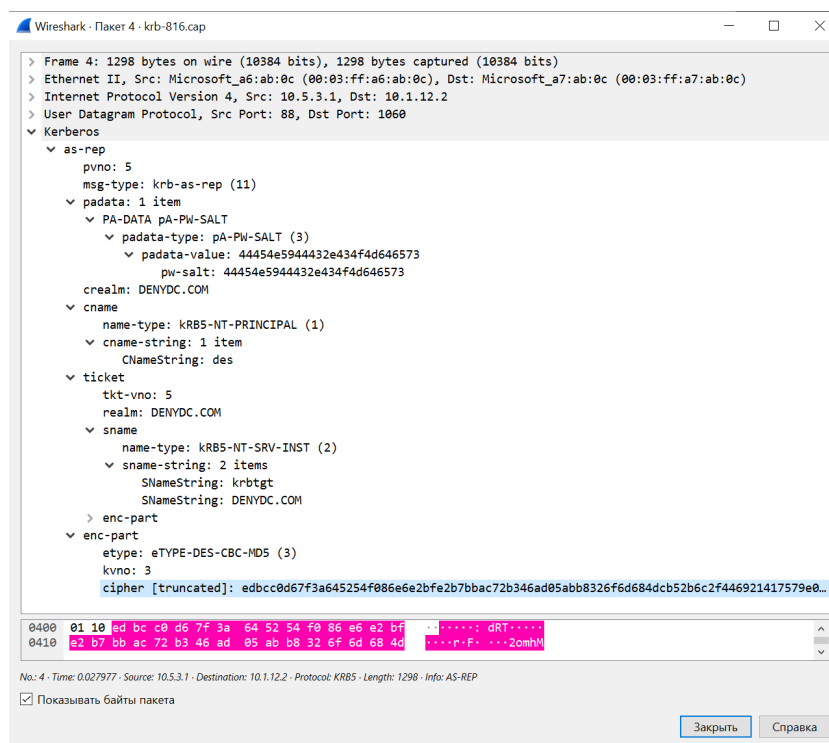 Wireshark · Пакет 4 · krb-816.cap
Frame 4: 1298 bytes on wire (10384 bits), 1298 bytes captured (10384 bits)
Ethernet II, Src: Microsoft_a6:ab:0c (00:03:ff:a6:ab:0c), Dst: Microsoft_a7:ab:0c (00:03:ff:a7:ab:0c)
Internet Protocol Version 4, Src: 10.5.3.1, Dst: 10.1.12.2
User Datagram Protocol, Src Port: 88, Dst Port: 1060
Kerberos
as-rep
pvno: 5
msg-type: krb-as-rep (11)
padata: 1 item
PA-DATA pA-PW-SALT
padata-type: pA-PW-SALT (3)
padata-value: 44454e5944432e434f4d646573
pw-salt: 44454e5944432e434f4d646573
crealm: DENYDC.COM
cname
name-type: kRB5-NT-PRINCIPAL (1)
cname-string: 1 item
CNameString: des
ticket
tkt-vno: 5
realm: DENYDC.COM
sname
name-type: kRB5-NT-SRV-INST (2)
sname-string: 2 items
SNameString: krbtgt
SNameString: DENYDC.COM
enc-part
enc-part
etype: eTYPE-DES-CBC-MD5 (3)
kvno: 3
cipher [truncated]: edbcc0d67f3a645254f086e6e2bfe2b7bbac72b346ad05abb8326f6d684dcb52b6c2f446921417579e0…
0400 01 10 ed bc c0 d6 7f 3a 64 52 54 f0 86 e6 e2 bf ·······: dRT·····
0410 e2 b7 bb ac 72 b3 46 ad 05 ab b8 32 6f 6d 68 4d ····r·F· ···2omhM
No.: 4 · Time: 0.027977 · Source: 10.5.3.1 · Destination: 10.1.12.2 · Protocol: KRB5 · Length: 1298 · Info: AS-REP
Показывать байты пакета
Закрыть Справка